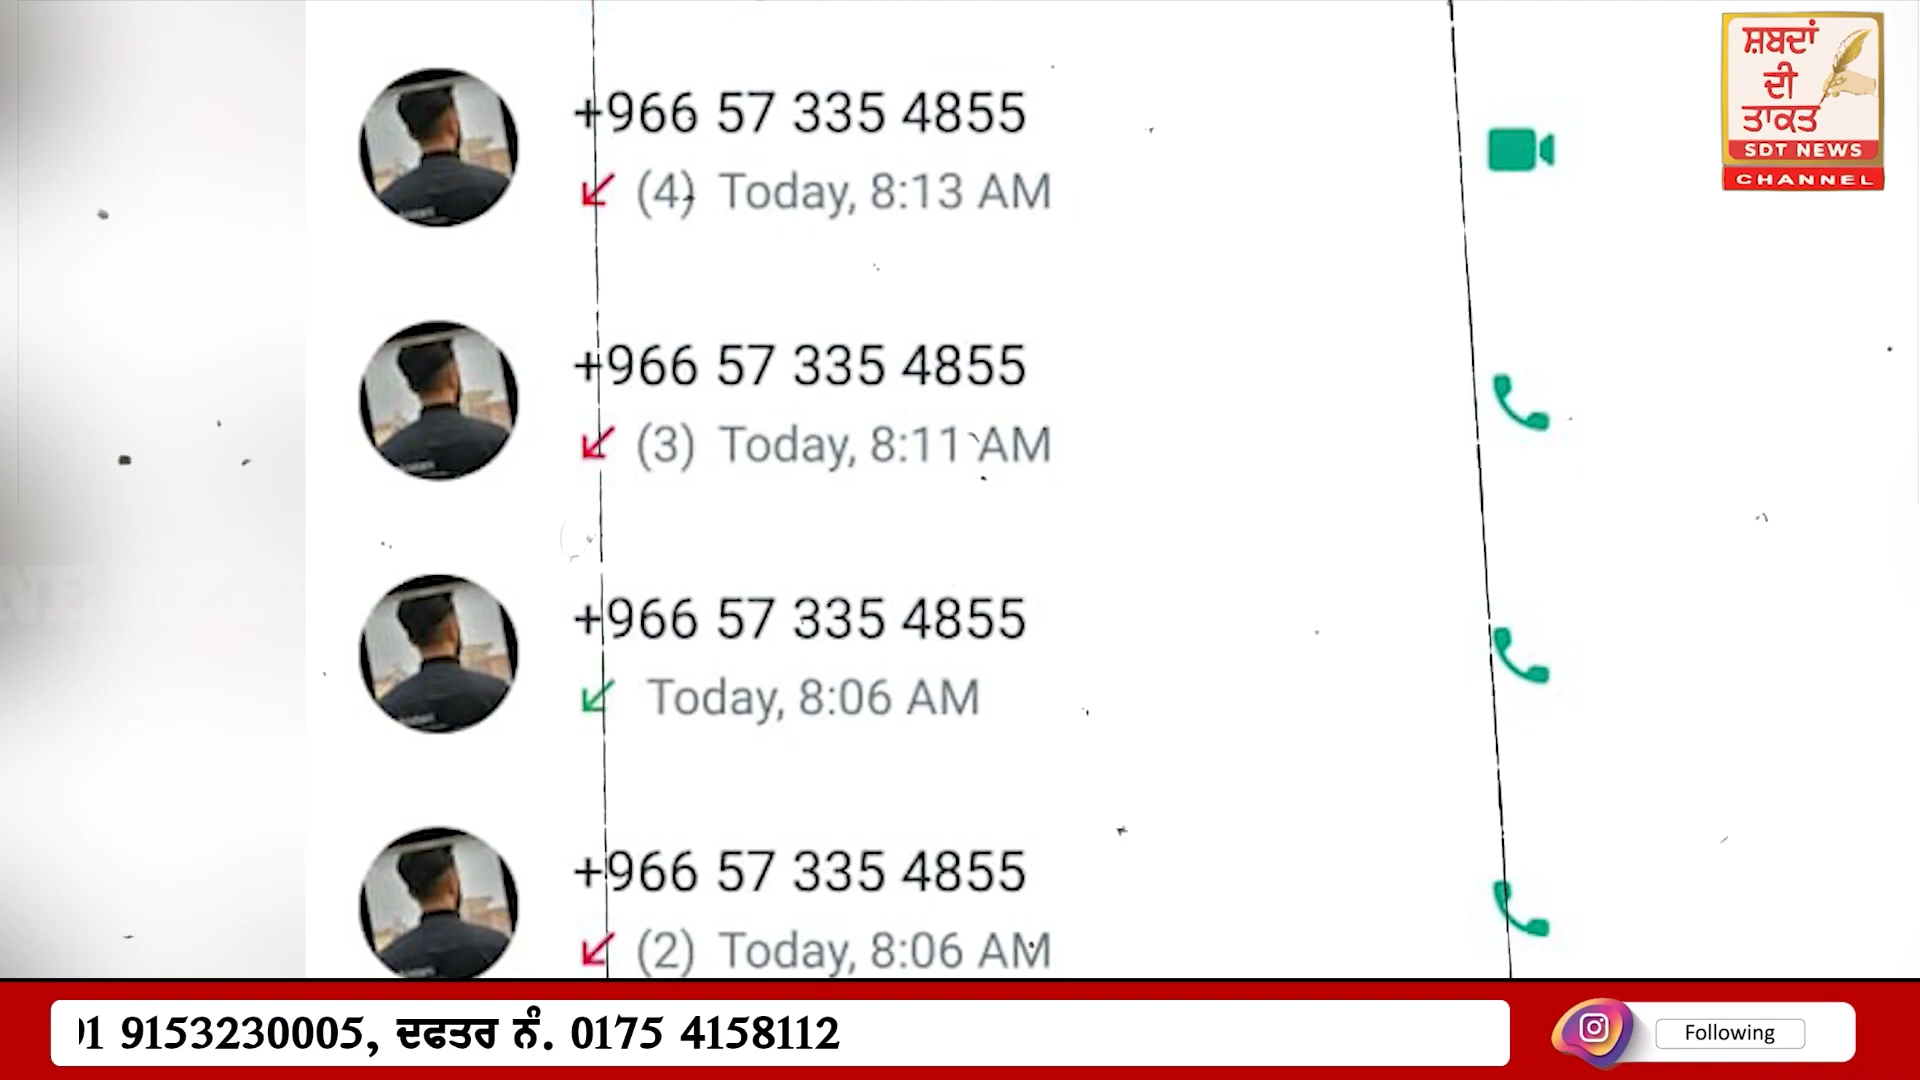 +966 57 335 4855
(4) Today, 8:13 AM
+966 57 335 4855
(3) Today, 8:11 AM
+966 57 335 4855
Today, 8:06 AM
+966 57 335 4855
(2) Today, 8:06 AM
ਸ਼ਬਦਾਂ
ਦੀ
ਤਾਕਤ
SDT NEWS
CHANNEL
91 9153230005, ਦਫਤਰ ਨੰ. 0175 4158112
Following